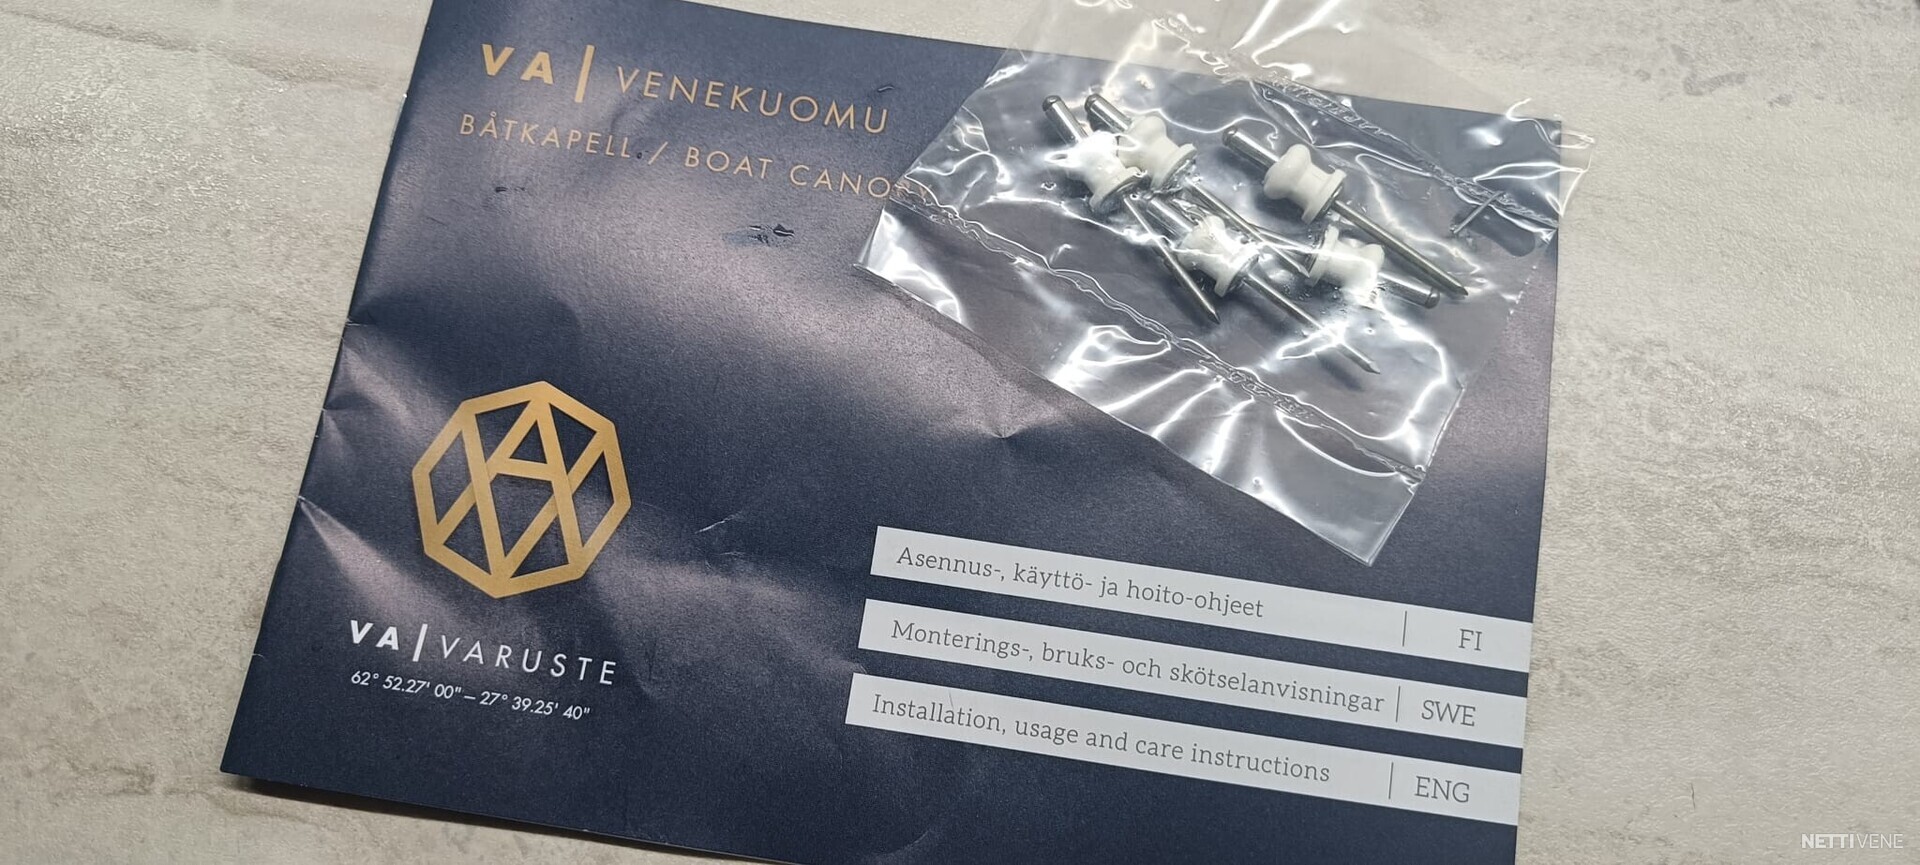 VA | VENEKUOMU
BÅTKAPELL / BOAT CANOPY
VA | VARUSTE
62° 52.27' 00" – 27° 39.25' 40"
Asennus-, käyttö- ja hoito-ohjeet | FI
Monterings-, bruks- och skötselanvisningar | SWE
Installation, usage and care instructions | ENG
NETTIVENE